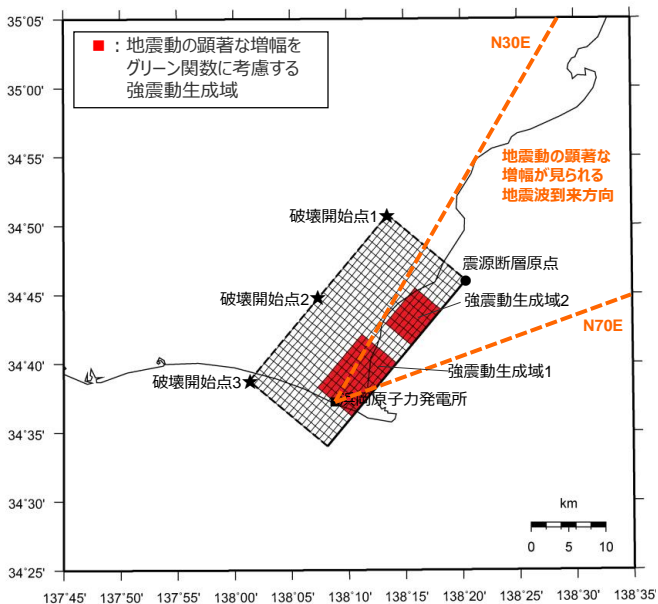 35˚05'
35˚00'
34˚55'
34˚50'
34˚45'
34˚40'
34˚35'
34˚30'
34˚25'
■ : 地震動の顕著な増幅を
グリーン関数に考慮する
強震動生成域
N30E
地震動の顕著な
増幅が見られる
地震波到来方向
破壊開始点1
震源断層原点
破壊開始点2
強震動生成域2
N70E
破壊開始点3
強震動生成域1
原子力発電所
km
0 5 10
137˚45' 137˚50' 137˚55' 138˚00' 138˚05' 138˚10' 138˚15' 138˚20' 138˚25' 138˚30' 138˚35'